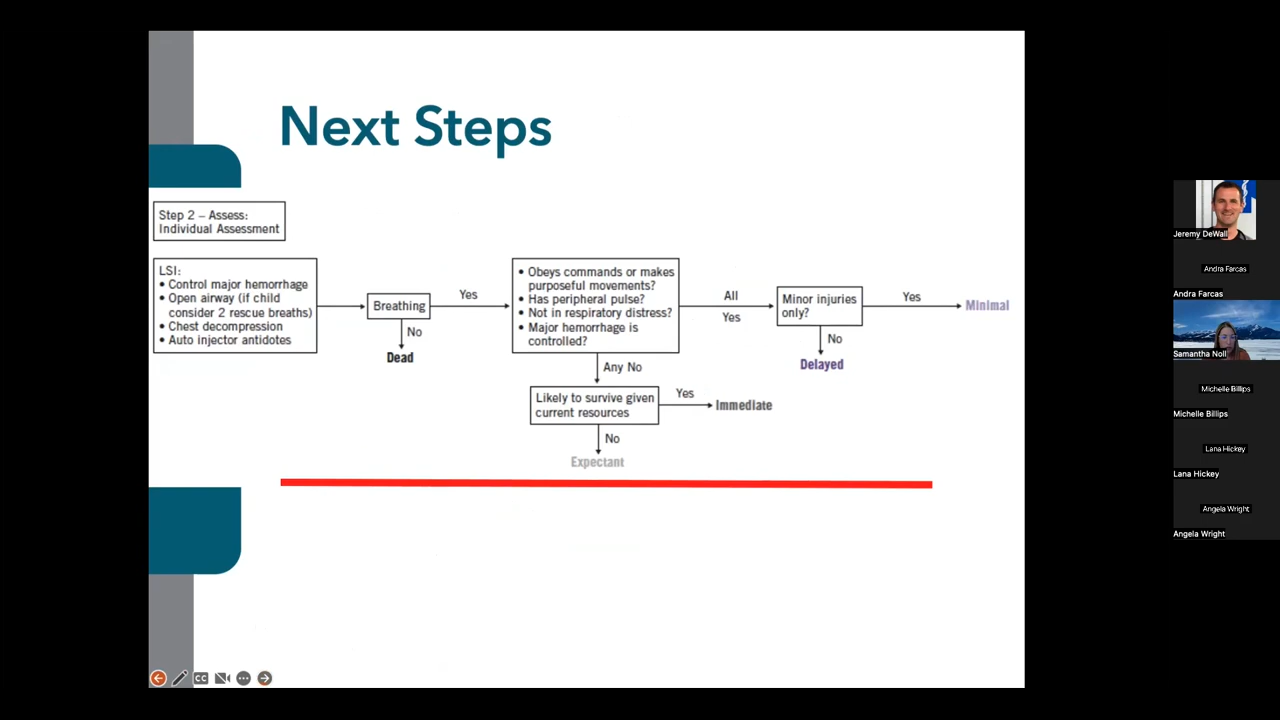 Next Steps
Step 2 – Assess:
Individual Assessment
LSI:
• Control major hemorrhage
• Open airway (if child
consider 2 rescue breaths)
• Chest decompression
• Auto injector antidotes
Breathing
Yes
No
Dead
• Obeys commands or makes
purposeful movements?
• Has peripheral pulse?
• Not in respiratory distress?
• Major hemorrhage is
controlled?
All
Yes
Minor injuries
only?
Yes
Minimal
No
Delayed
Any No
Likely to survive given
current resources
Yes
Immediate
No
Expectant
CC
Jeremy DeWall
Andra Farcas
Andra Farcas
Samantha Noll
Michelle Billips
Michelle Billips
Lana Hickey
Lana Hickey
Angela Wright
Angela Wright